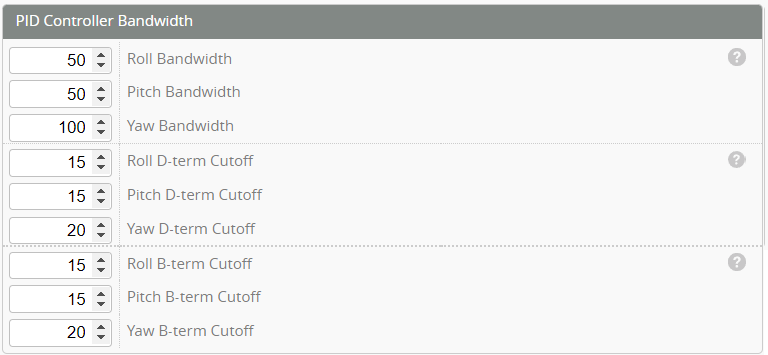 PID Controller Bandwidth
50 Roll Bandwidth ?
50 Pitch Bandwidth
100 Yaw Bandwidth
15 Roll D-term Cutoff ?
15 Pitch D-term Cutoff
20 Yaw D-term Cutoff
15 Roll B-term Cutoff ?
15 Pitch B-term Cutoff
20 Yaw B-term Cutoff